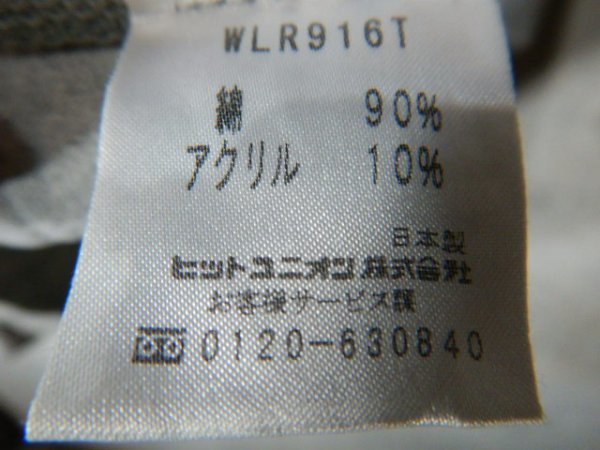 WLR916T
綿 90%
アクリル 10%
日本製
ヒットユニオン株式会社
お客様サービス課
0120-630840